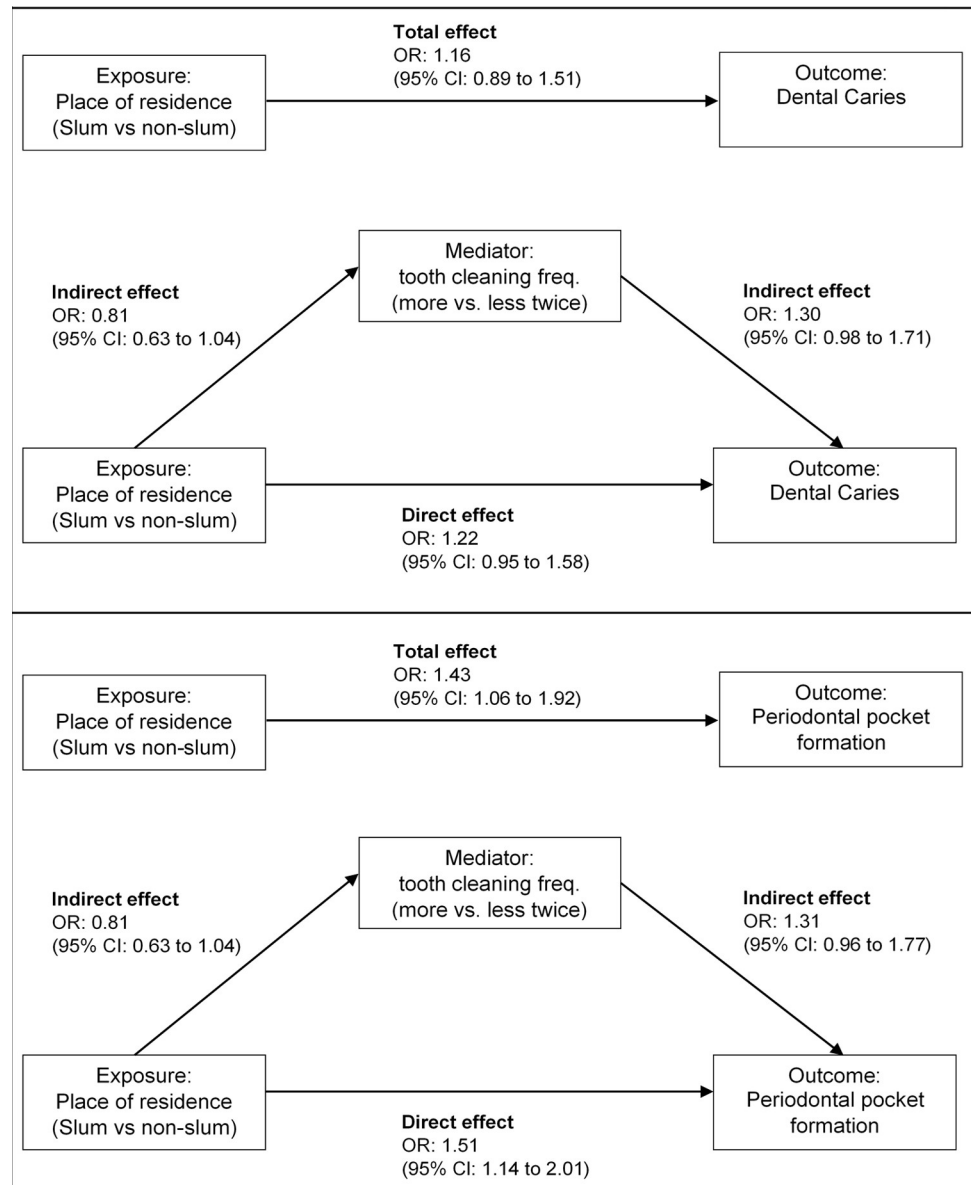 Total effect
OR: 1.16
(95% CI: 0.89 to 1.51)
Exposure:
Place of residence
(Slum vs non-slum)
Outcome:
Dental Caries
Mediator:
tooth cleaning freq.
(more vs. less twice)
Indirect effect
OR: 0.81
(95% CI: 0.63 to 1.04)
Indirect effect
OR: 1.30
(95% CI: 0.98 to 1.71)
Exposure:
Place of residence
(Slum vs non-slum)
Outcome:
Dental Caries
Direct effect
OR: 1.22
(95% CI: 0.95 to 1.58)
Total effect
OR: 1.43
(95% CI: 1.06 to 1.92)
Exposure:
Place of residence
(Slum vs non-slum)
Outcome:
Periodontal pocket
formation
Mediator:
tooth cleaning freq.
(more vs. less twice)
Indirect effect
OR: 0.81
(95% CI: 0.63 to 1.04)
Indirect effect
OR: 1.31
(95% CI: 0.96 to 1.77)
Exposure:
Place of residence
(Slum vs non-slum)
Outcome:
Periodontal pocket
formation
Direct effect
OR: 1.51
(95% CI: 1.14 to 2.01)